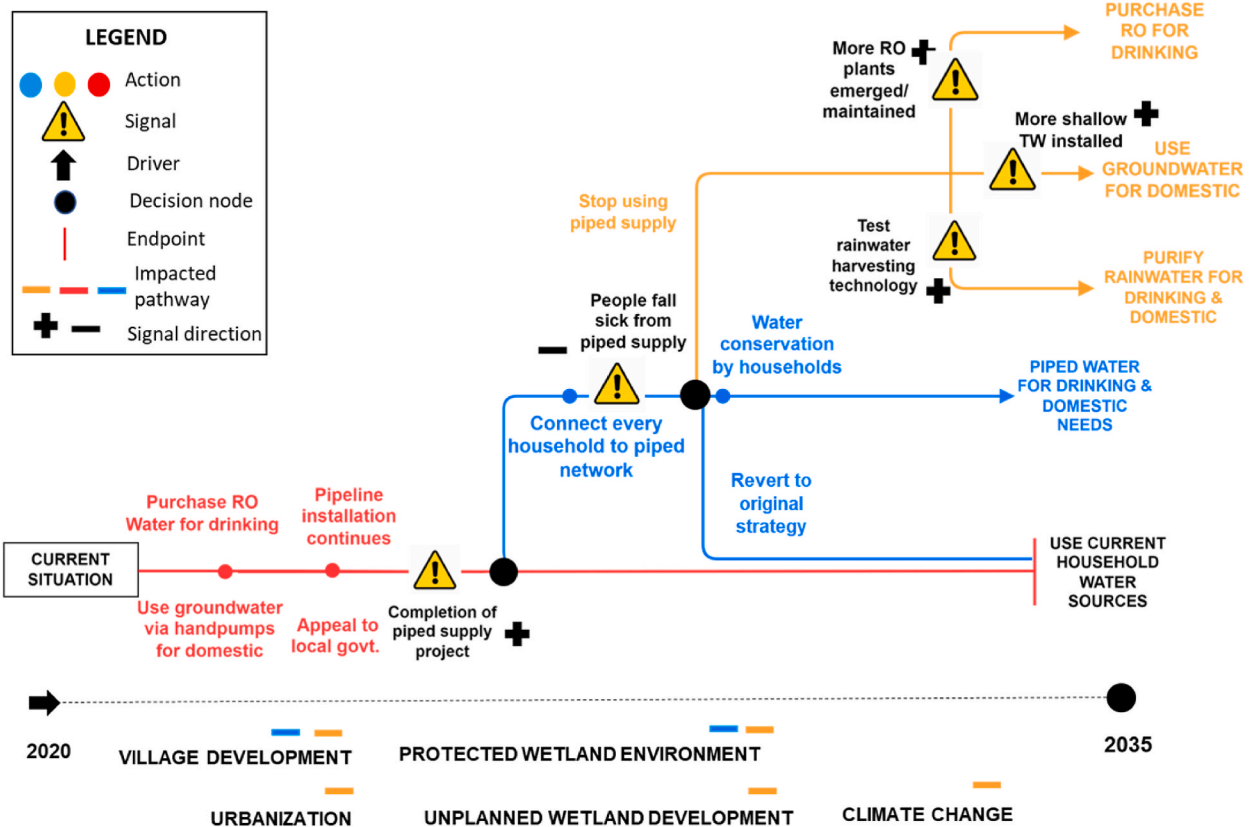 LEGEND
Action
Signal
Driver
Decision node
Endpoint
Impacted
pathway
Signal direction
PURCHASE
RO FOR
DRINKING
More RO
plants
emerged/
maintained
More shallow
TW installed
USE
GROUNDWATER
FOR DOMESTIC
Stop using
piped supply
Test
rainwater
harvesting
technology
PURIFY
RAINWATER FOR
DRINKING &
DOMESTIC
People fall
sick from
piped supply
Water
conservation
by households
PIPED WATER
FOR DRINKING &
DOMESTIC
NEEDS
Connect every
household to piped
network
Revert to
original
strategy
Purchase RO
Water for drinking
Pipeline
installation
continues
CURRENT
SITUATION
USE CURRENT
HOUSEHOLD
WATER
SOURCES
Use groundwater
via handpumps
for domestic
Appeal to
local govt.
Completion of
piped supply
project
2020
2035
VILLAGE DEVELOPMENT
PROTECTED WETLAND ENVIRONMENT
URBANIZATION
UNPLANNED WETLAND DEVELOPMENT
CLIMATE CHANGE